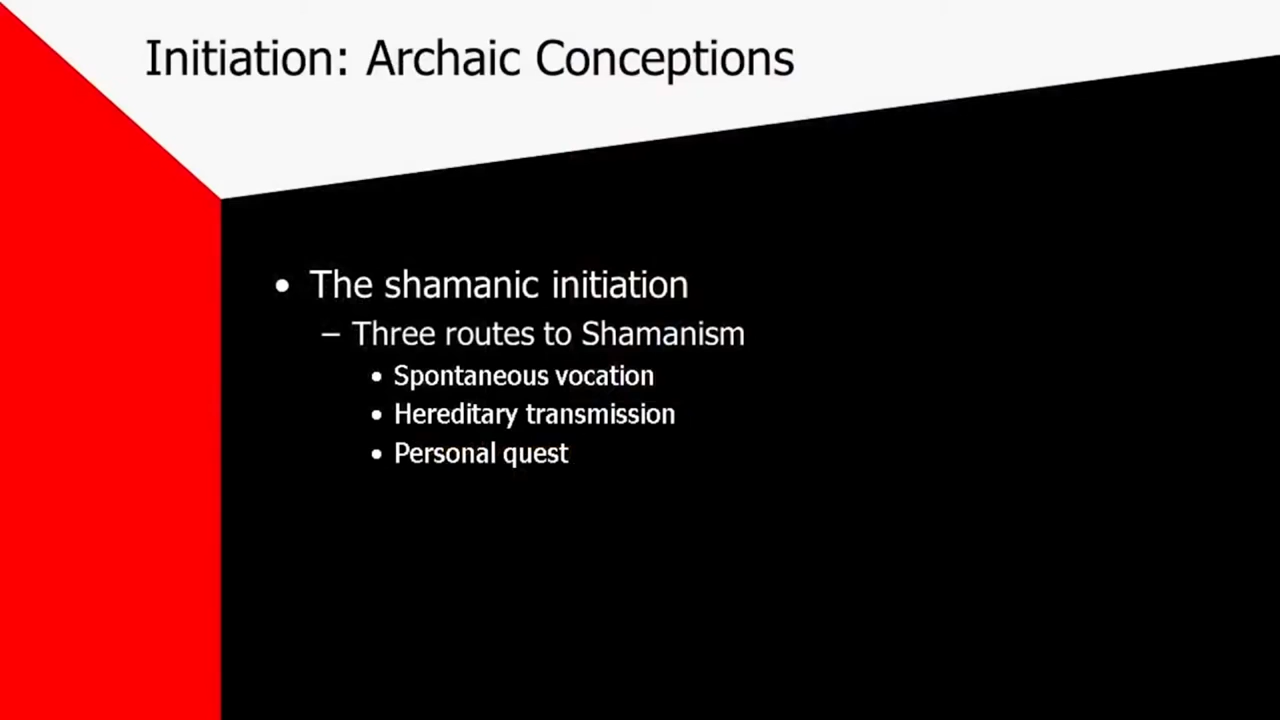 Initiation: Archaic Conceptions
• The shamanic initiation
– Three routes to Shamanism
• Spontaneous vocation
• Hereditary transmission
• Personal quest